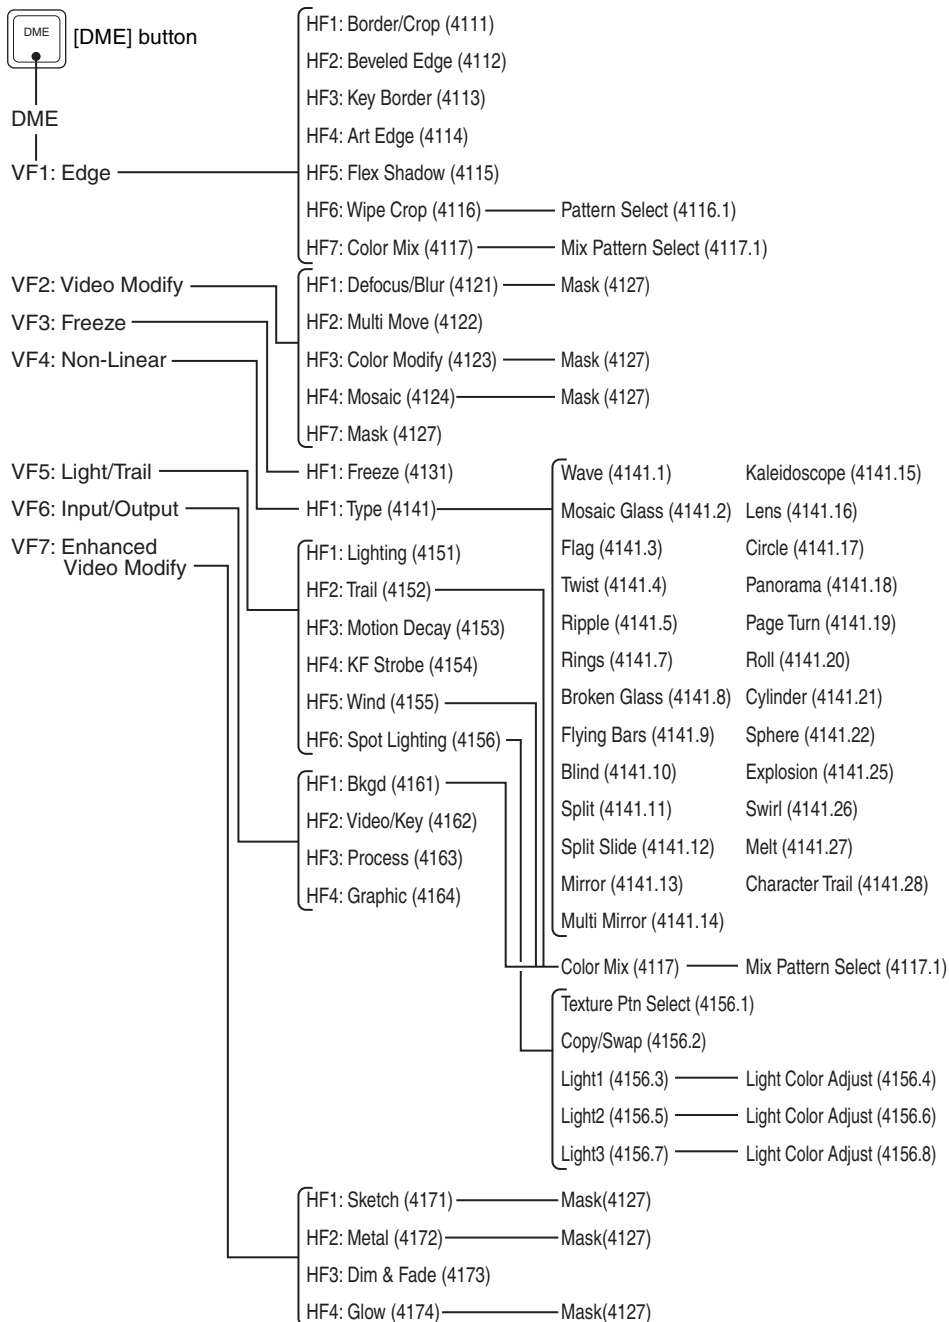 DME
[DME] button
DME
VF1: Edge
HF1: Border/Crop (4111)
HF2: Beveled Edge (4112)
HF3: Key Border (4113)
HF4: Art Edge (4114)
HF5: Flex Shadow (4115)
HF6: Wipe Crop (4116)
Pattern Select (4116.1)
HF7: Color Mix (4117)
Mix Pattern Select (4117.1)
VF2: Video Modify
HF1: Defocus/Blur (4121)
Mask (4127)
HF2: Multi Move (4122)
HF3: Color Modify (4123)
Mask (4127)
HF4: Mosaic (4124)
Mask (4127)
HF7: Mask (4127)
VF3: Freeze
HF1: Freeze (4131)
VF4: Non-Linear
HF1: Type (4141)
Wave (4141.1)
Mosaic Glass (4141.2)
Flag (4141.3)
Twist (4141.4)
Ripple (4141.5)
Rings (4141.7)
Broken Glass (4141.8)
Flying Bars (4141.9)
Blind (4141.10)
Split (4141.11)
Split Slide (4141.12)
Mirror (4141.13)
Multi Mirror (4141.14)
Kaleidoscope (4141.15)
Lens (4141.16)
Circle (4141.17)
Panorama (4141.18)
Page Turn (4141.19)
Roll (4141.20)
Cylinder (4141.21)
Sphere (4141.22)
Explosion (4141.25)
Swirl (4141.26)
Melt (4141.27)
Character Trail (4141.28)
VF5: Light/Trail
HF1: Lighting (4151)
HF2: Trail (4152)
HF3: Motion Decay (4153)
HF4: KF Strobe (4154)
HF5: Wind (4155)
HF6: Spot Lighting (4156)
VF6: Input/Output
HF1: Bkgd (4161)
HF2: Video/Key (4162)
HF3: Process (4163)
HF4: Graphic (4164)
Color Mix (4117)
Mix Pattern Select (4117.1)
Texture Ptn Select (4156.1)
Copy/Swap (4156.2)
Light1 (4156.3)
Light Color Adjust (4156.4)
Light2 (4156.5)
Light Color Adjust (4156.6)
Light3 (4156.7)
Light Color Adjust (4156.8)
VF7: Enhanced
Video Modify
HF1: Sketch (4171)
Mask(4127)
HF2: Metal (4172)
Mask(4127)
HF3: Dim & Fade (4173)
HF4: Glow (4174)
Mask(4127)